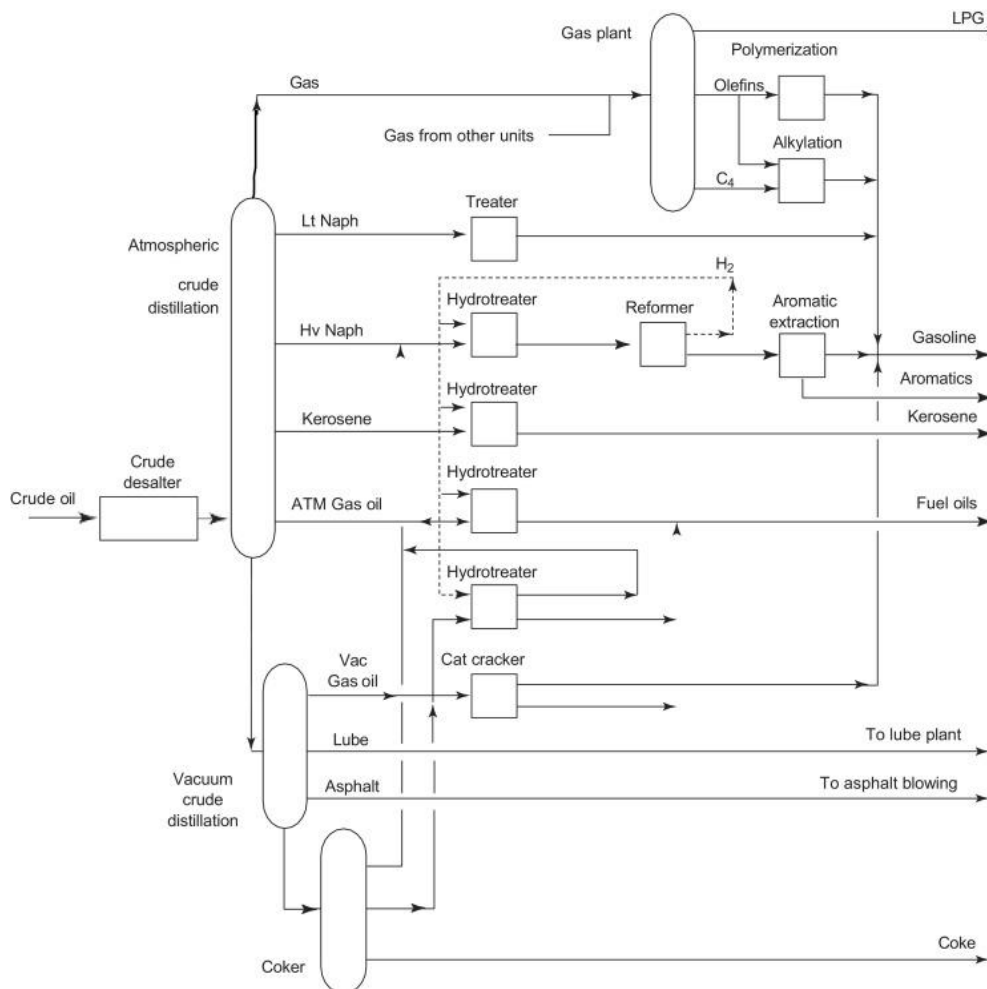 LPG
Gas plant
Polymerization
Gas
Olefins
Gas from other units
Alkylation
C₄
Lt Naph
Treater
Atmospheric
crude
distillation
H₂
Hydrotreater
Reformer
Aromatic
extraction
Hv Naph
Gasoline
Aromatics
Hydrotreater
Kerosene
Kerosene
Crude
desalter
Hydrotreater
Crude oil
ATM Gas oil
Fuel oils
Hydrotreater
Vac
Gas oil
Cat cracker
Lube
To lube plant
Vacuum
crude
distillation
Asphalt
To asphalt blowing
Coker
Coke